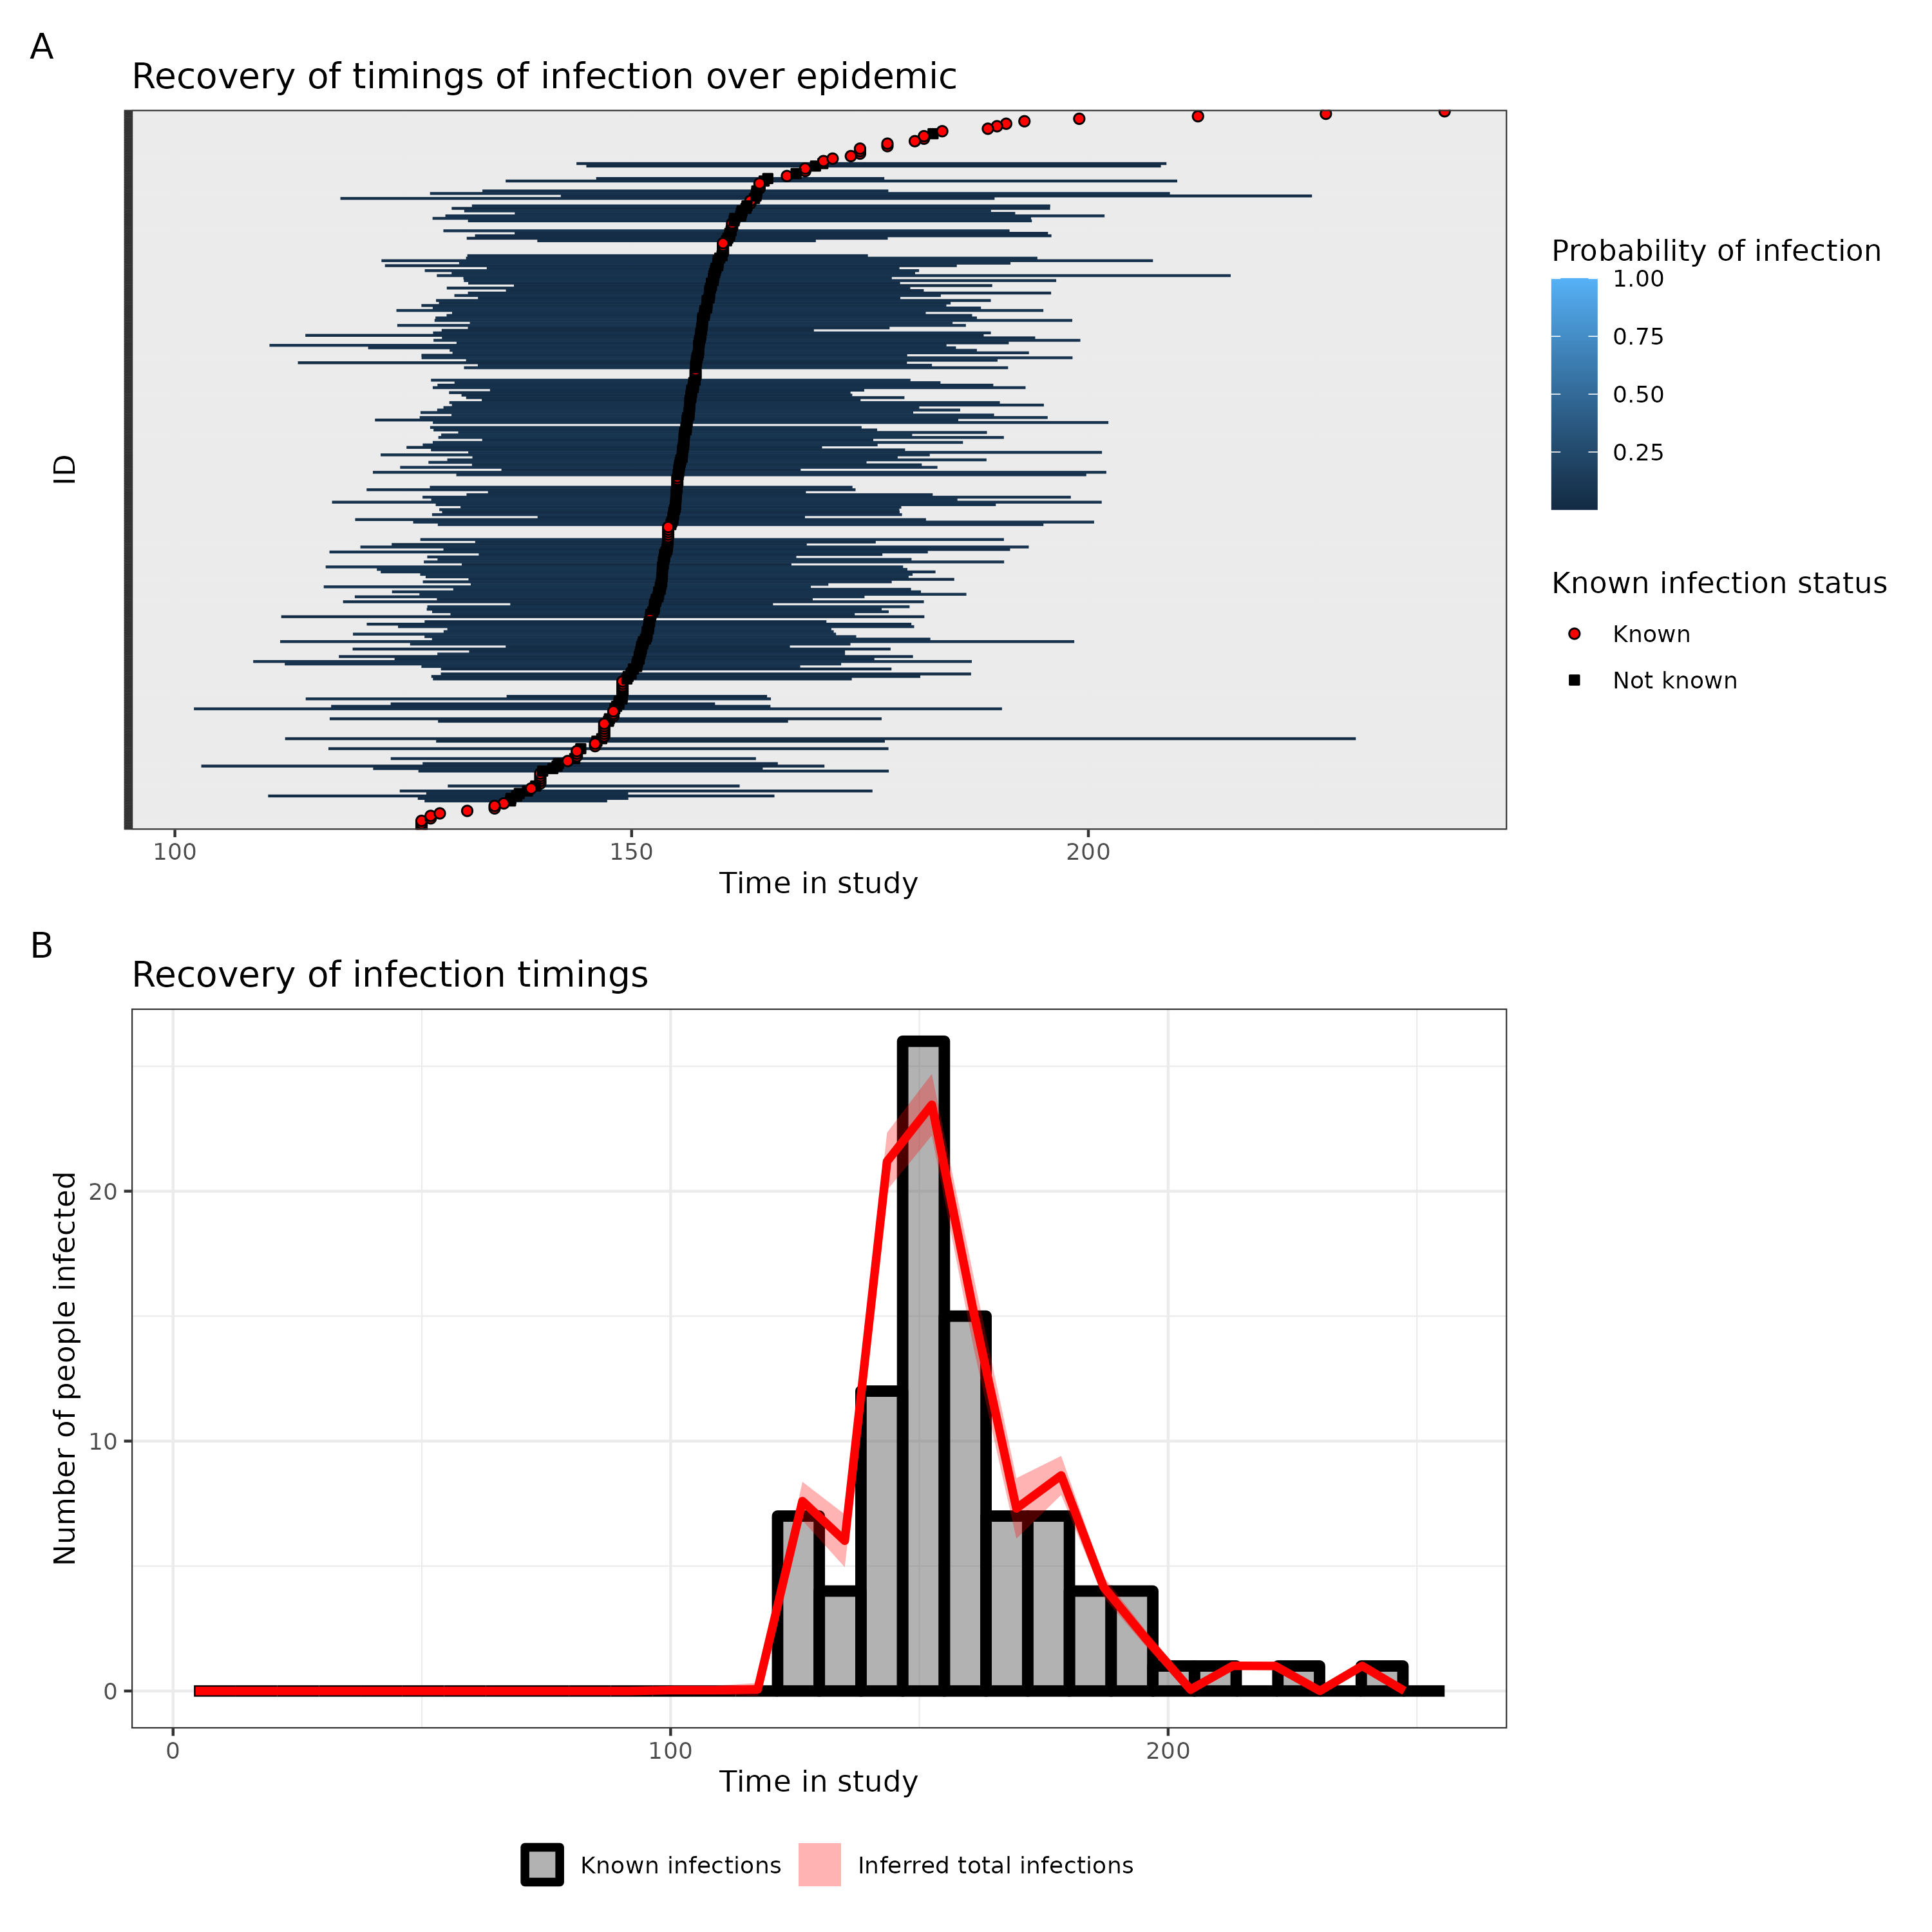 A
Recovery of timings of infection over epidemic
ID
100
150
200
Time in study
Probability of infection
1.00
0.75
0.50
0.25
Known infection status
Known
Not known
B
Recovery of infection timings
Number of people infected
20
10
0
0
100
200
Time in study
Known infections
Inferred total infections